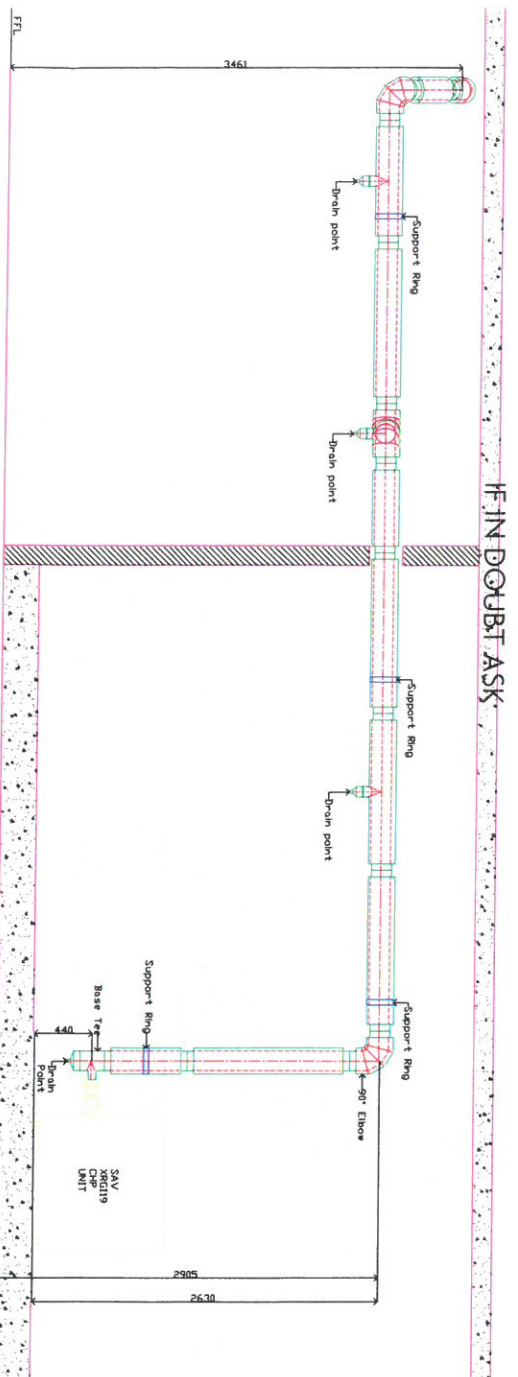 IF IN DOUBT ASK.
FFL
3461
Drain point
Support Ring
Drain point
Support Ring
Drain point
Support Ring
90° Elbow
Support Ring
Base Tee
440
Drain
Point
SAV
XRGI19
CHP
UNIT
2905
2630